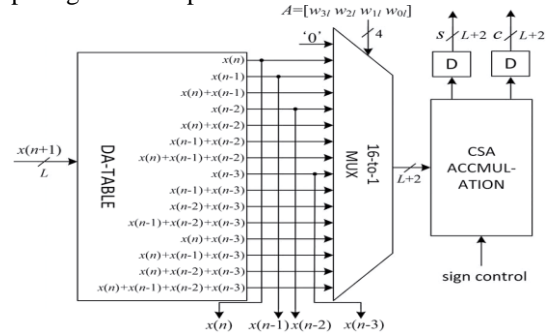 A=[w3l w2l w1l w0l]
4
'0'
x(n)
x(n-1)
x(n)+x(n-1)
x(n-2)
x(n)+x(n-2)
x(n-1)+x(n-2)
x(n)+x(n-1)+x(n-2)
x(n-3)
x(n-1)+x(n-3)
x(n-2)+x(n-3)
x(n-1)+x(n-2)+x(n-3)
x(n)+x(n-3)
x(n)+x(n-1)+x(n-3)
x(n)+x(n-2)+x(n-3)
x(n)+x(n-1)+x(n-2)+x(n-3)
x(n+1)
L
DA-TABLE
16-to-1
MUX
L+2
s
L+2
c
L+2
D
D
CSA
ACCMUL-
ATION
sign control
x(n)
x(n-1)
x(n-2)
x(n-3)